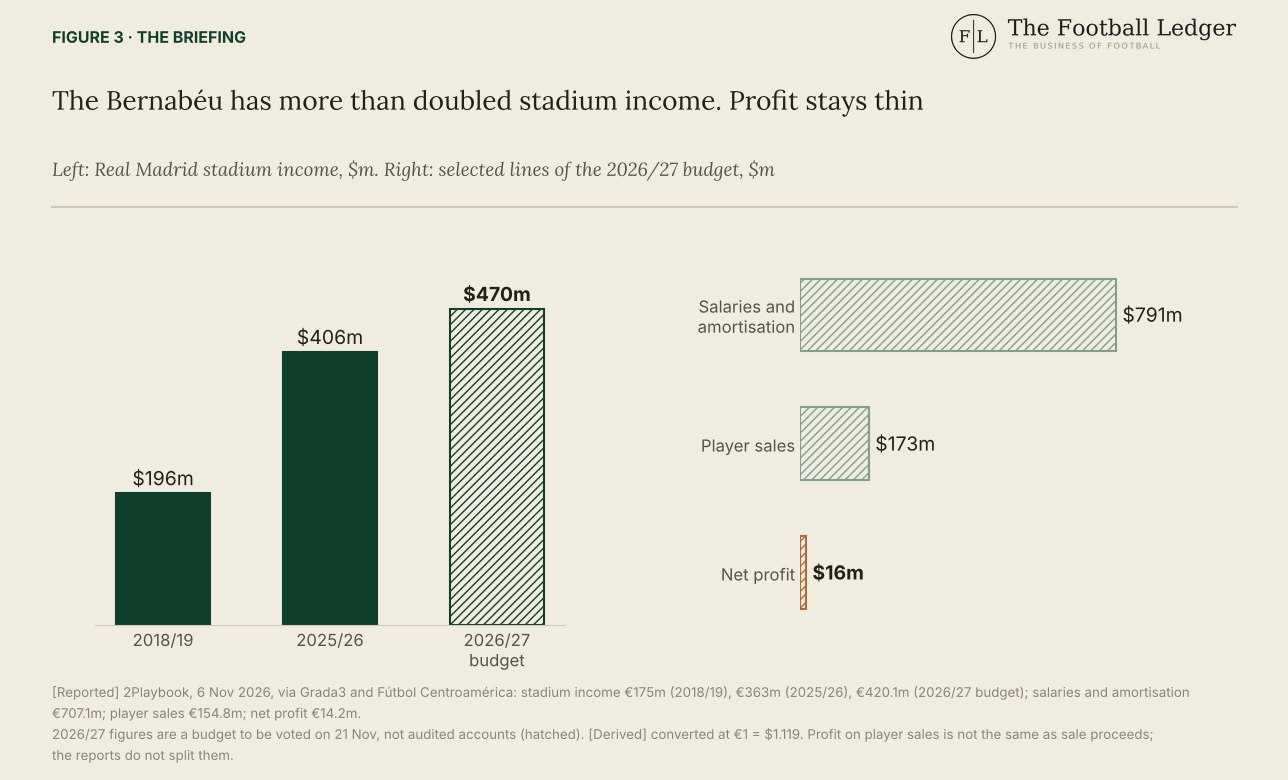 FIGURE 3 · THE BRIEFING
F L
The Football Ledger
THE BUSINESS OF FOOTBALL
The Bernabéu has more than doubled stadium income. Profit stays thin
Left: Real Madrid stadium income, $m. Right: selected lines of the 2026/27 budget, $m
$196m
$406m
$470m
2018/19
2025/26
2026/27
budget
Salaries and
amortisation
$791m
Player sales
$173m
Net profit
$16m
[Reported] 2Playbook, 6 Nov 2026, via Grada3 and Fútbol Centroamérica: stadium income €175m (2018/19), €363m (2025/26), €420.1m (2026/27 budget); salaries and amortisation
€707.1m; player sales €154.8m; net profit €14.2m.
2026/27 figures are a budget to be voted on 21 Nov, not audited accounts (hatched). [Derived] converted at €1 = $1.119. Profit on player sales is not the same as sale proceeds;
the reports do not split them.